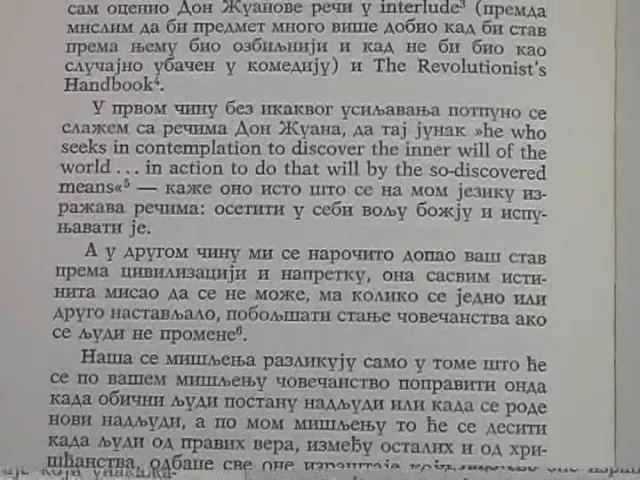 сам оценио Дон Жуанове речи у interlude³ (премда
мислим да би предмет много више добио кад би став
према њему био озбиљнији и кад не би био као
случајно убачен у комедију) и The Revolutionist's
Handbook⁴.
У првом чину без икаквог усиљавања потпуно се
слажем са речима Дон Жуана, да тај јунак »he who
seeks in contemplation to discover the inner will of the
world ... in action to do that will by the so-discovered
means«⁵ — каже оно исто што се на мом језику из-
ражава речима: осетити у себи вољу божју и испу-
њавати је.
А у другом чину ми се нарочито допао ваш став
према цивилизацији и напретку, она сасвим исти-
нита мисао да се не може, ма колико се једно или
друго настављало, побољшати стање човечанства ако
се људи не промене⁶.
Наша се мишљења разликују само у томе што ће
се по вашем мишљењу човечанство поправити онда
када обични људи постану надљуди или када се роде
нови надљуди, а по мом мишљењу то ће се десити
када људи од правих вера, између осталих и од хри-
шћанства, одбаце све оне израштаје